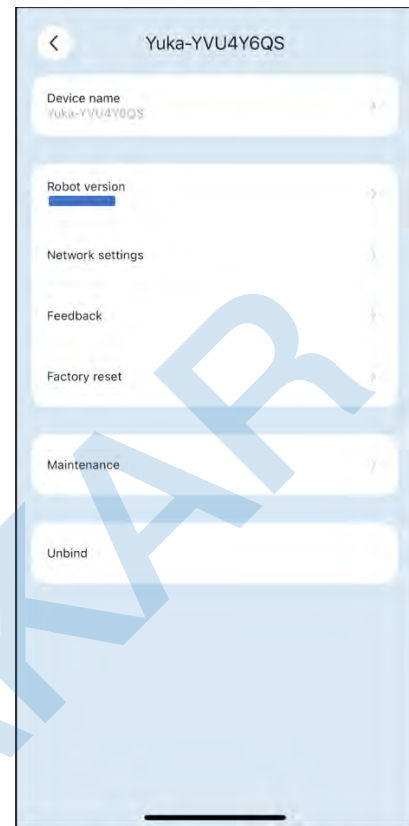 Yuka-YVU4Y6QS
Device name
Yuka-YVU4Y6QS
Robot version
Network settings
Feedback
Factory reset
Maintenance
Unbind